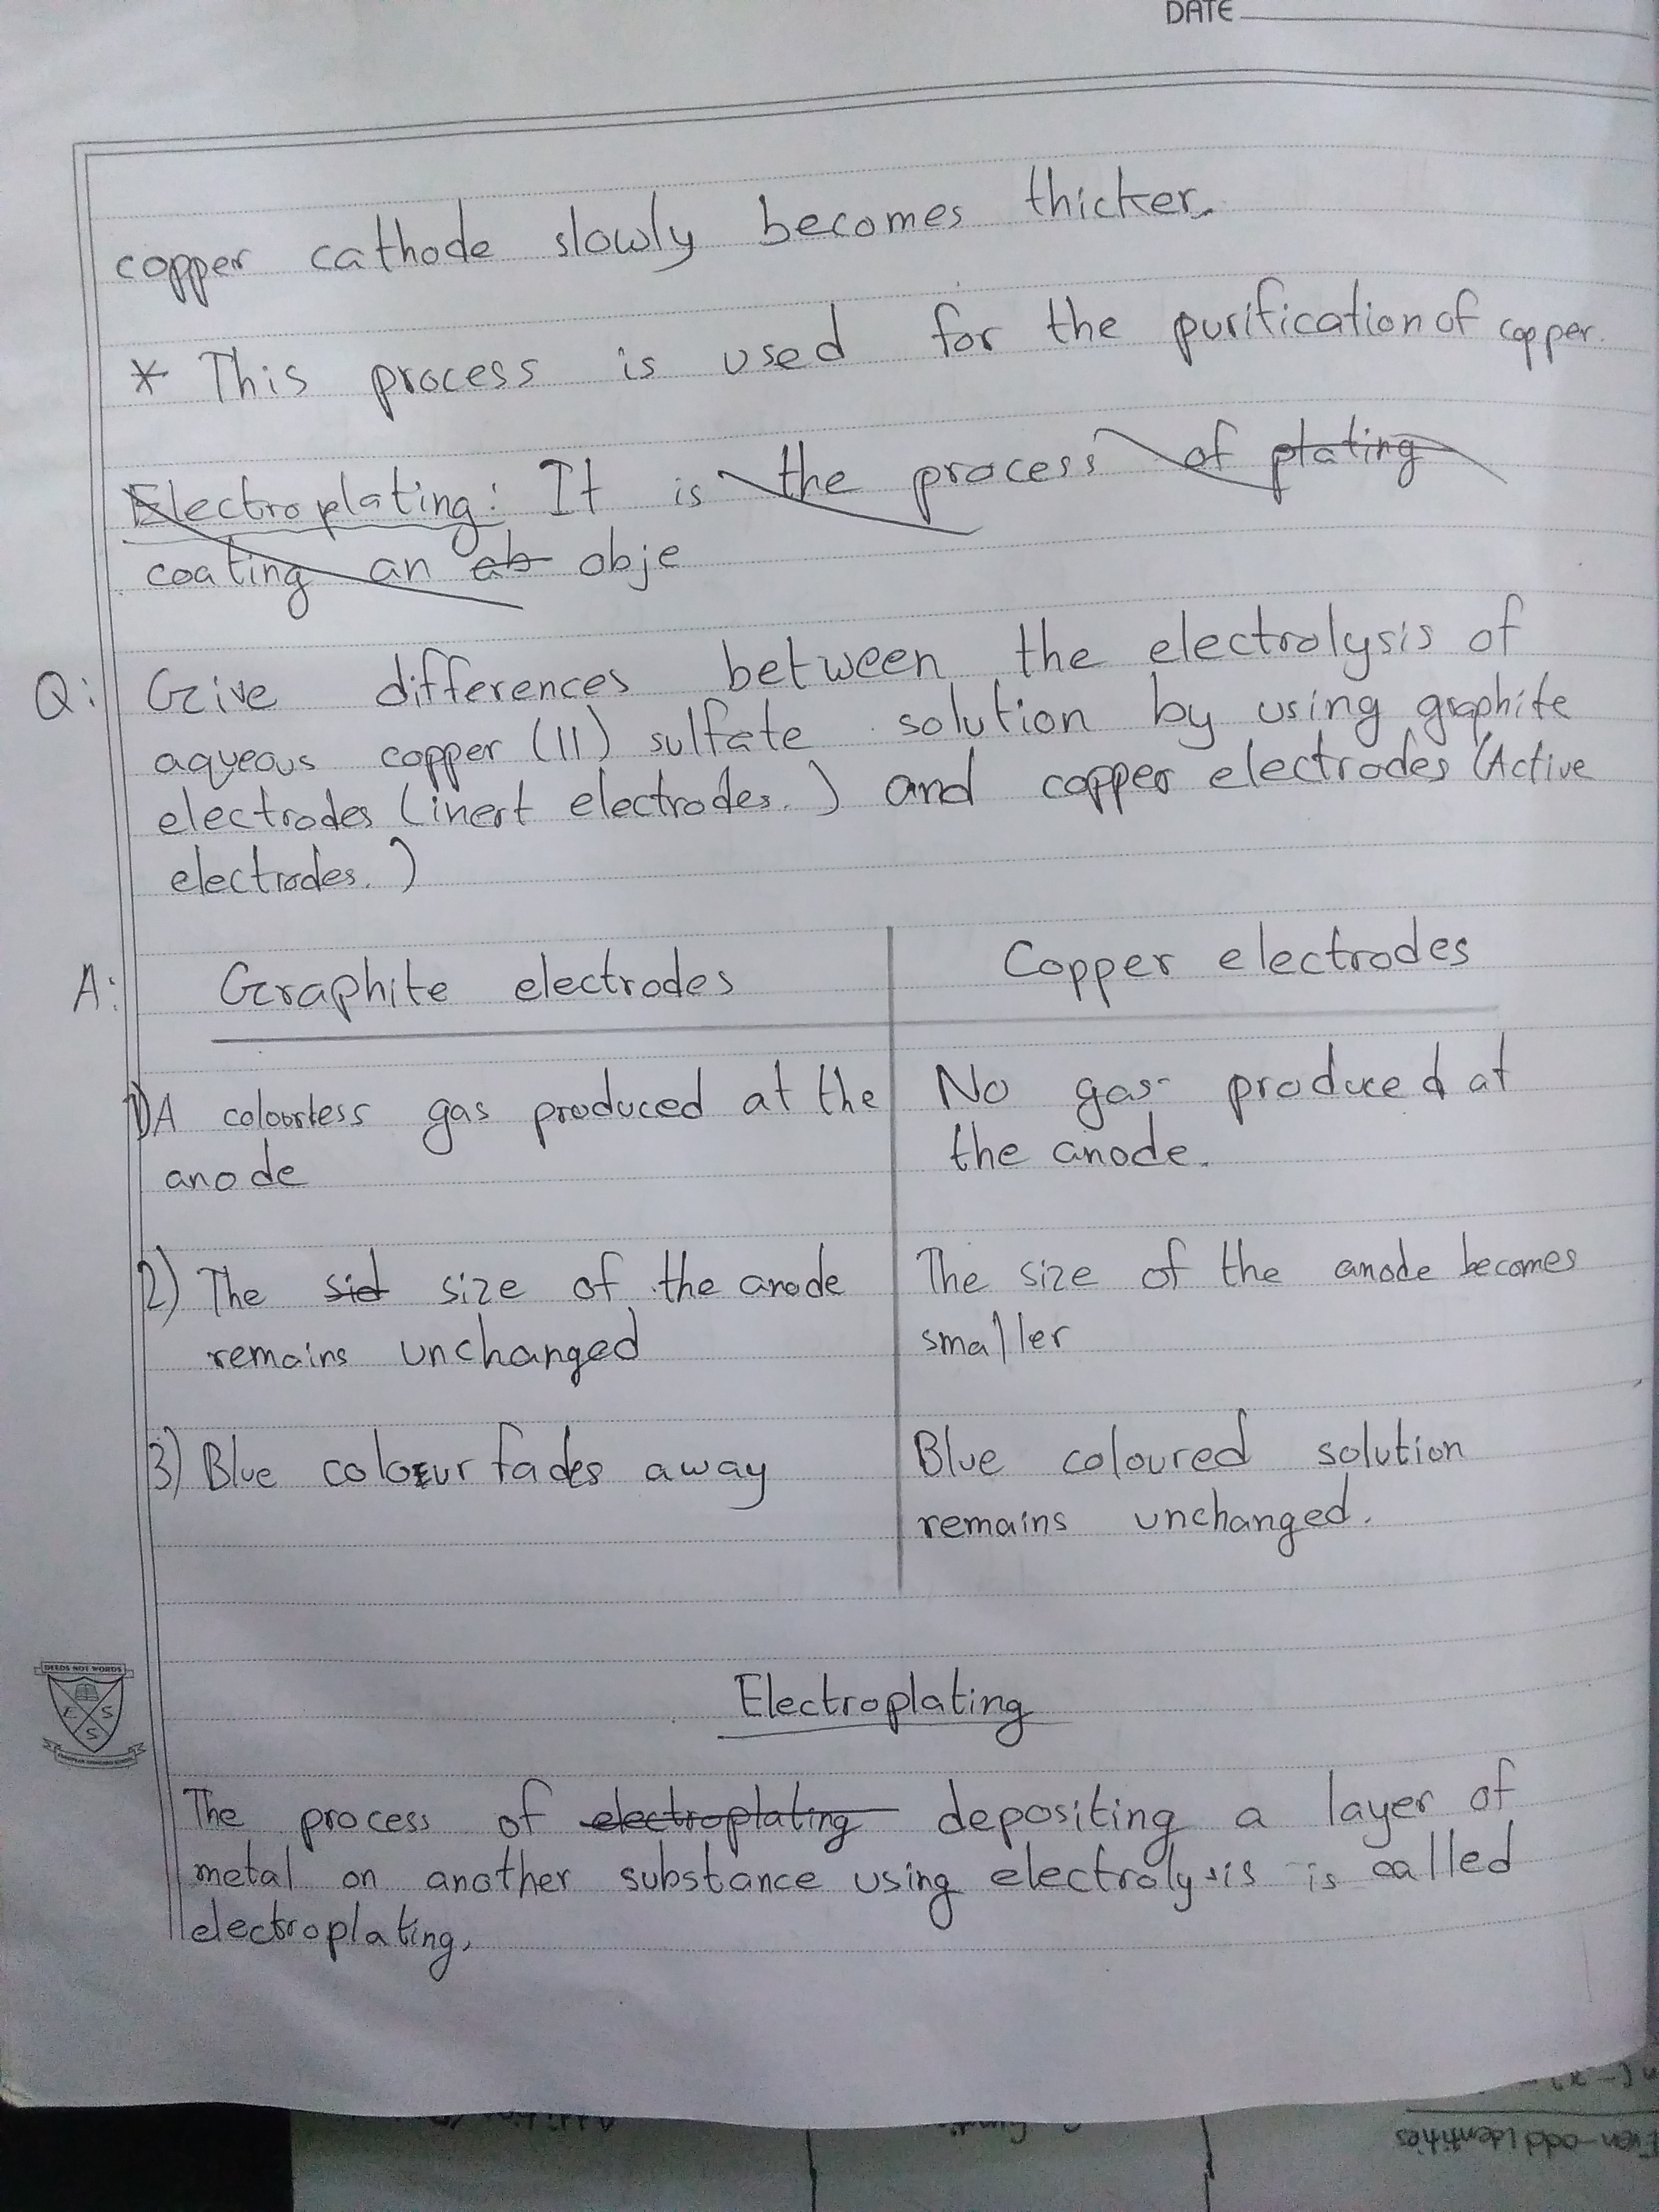 DATE
copper cathode slowly becomes thicker.
* This process is used for the purification of copper.
Electroplating: It is the process of plating
coating an ab obje
Q: Give differences between the electrolysis of
aqueous copper (II) sulfate solution by using graphite
electrodes (inert electrodes.) and copper electrodes (Active
electrodes.)
A: Graphite electrodes Copper electrodes
1) A colourless gas produced at the
anode
No gas produced at
the anode.
2) The sid size of the anode
remains unchanged
The size of the anode becomes
smaller
3) Blue colour fades away
Blue coloured solution
remains unchanged.
DEEDS NOT WORDS
E S
S
Electroplating
The process of electroplating depositing a layer of
metal on another substance using electrolysis is called
electroplating.
Even-odd Identities